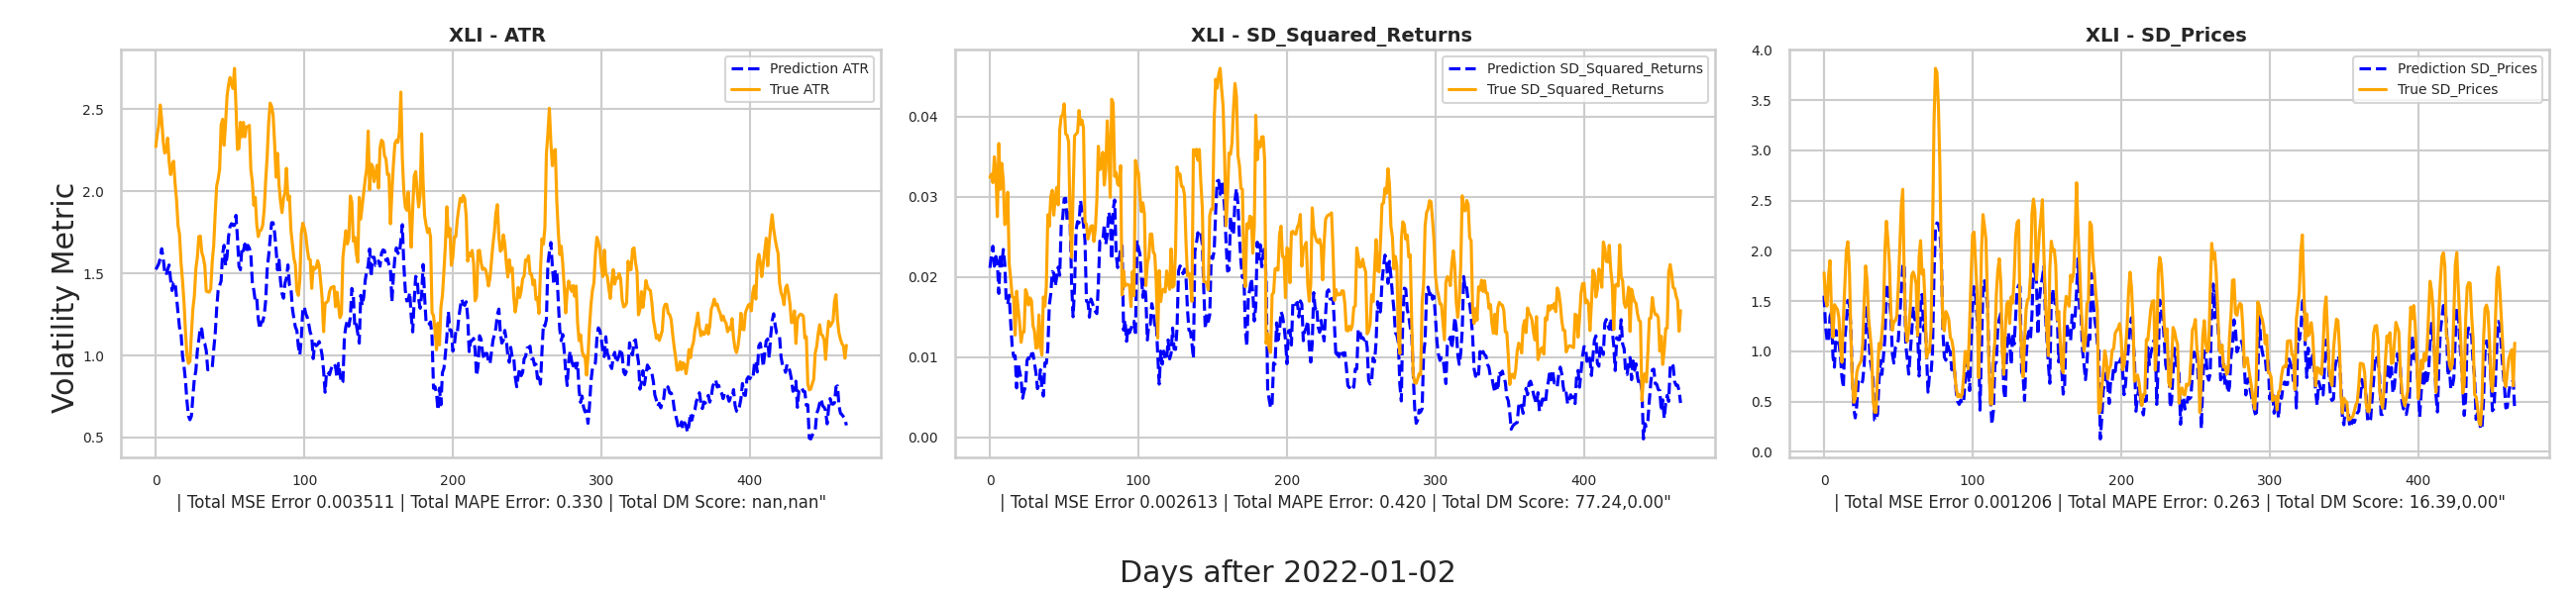 XLI - ATR
Prediction ATR
True ATR
2.5
2.0
1.5
1.0
0.5
0 100 200 300 400
| Total MSE Error 0.003511 | Total MAPE Error: 0.330 | Total DM Score: nan,nan"
Volatility Metric
XLI - SD_Squared_Returns
Prediction SD_Squared_Returns
True SD_Squared_Returns
0.04
0.03
0.02
0.01
0.00
0 100 200 300 400
| Total MSE Error 0.002613 | Total MAPE Error: 0.420 | Total DM Score: 77.24,0.00"
XLI - SD_Prices
Prediction SD_Prices
True SD_Prices
4.0
3.5
3.0
2.5
2.0
1.5
1.0
0.5
0.0
0 100 200 300 400
| Total MSE Error 0.001206 | Total MAPE Error: 0.263 | Total DM Score: 16.39,0.00"
Days after 2022-01-02